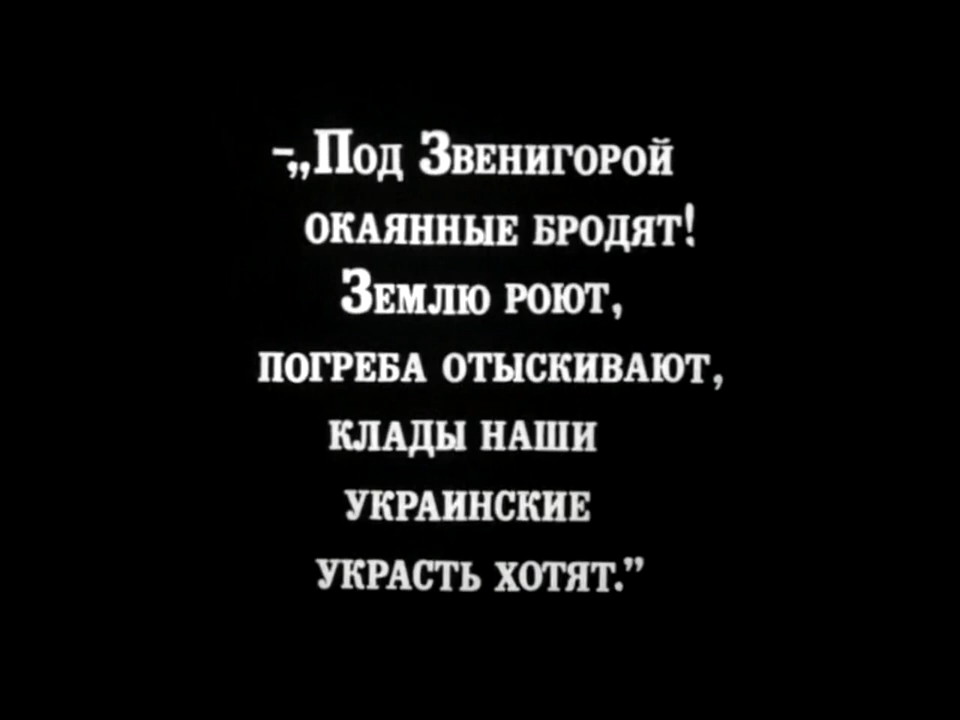 -„Под Звенигорой
окаянные бродят!
Землю роют,
погреба отыскивают,
клады наши
украинские
украсть хотят.”